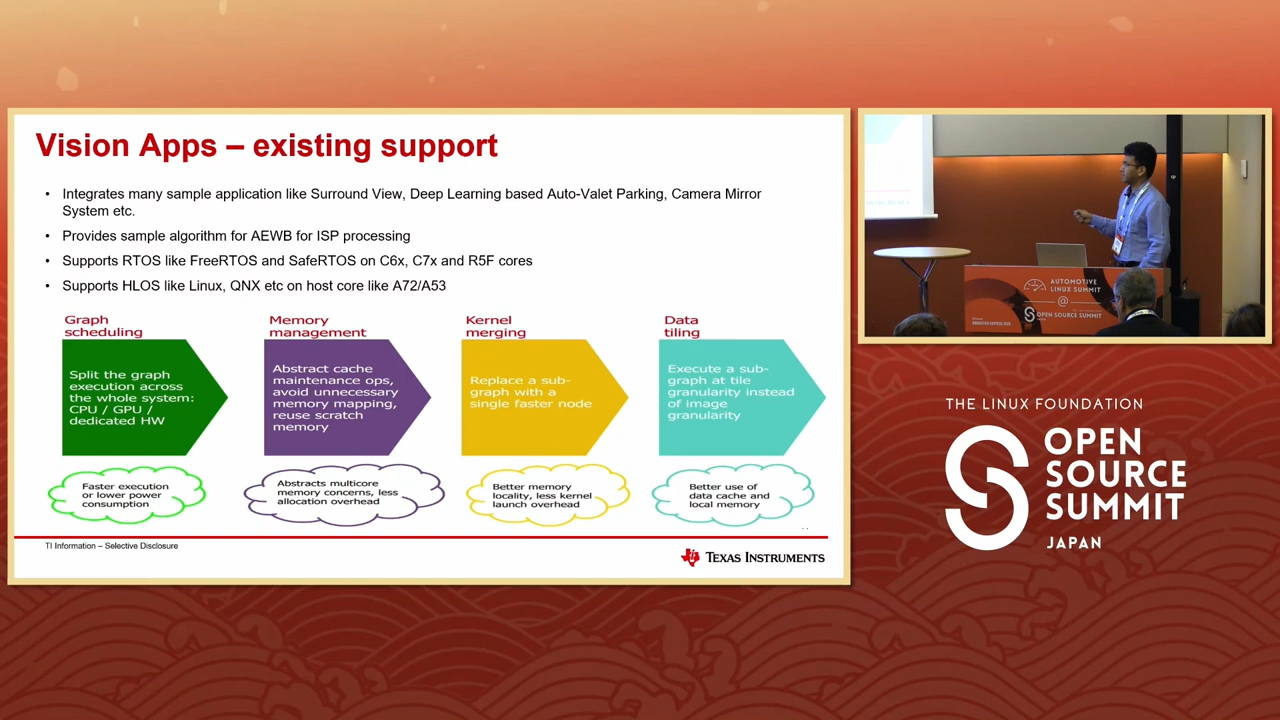 Vision Apps – existing support
• Integrates many sample application like Surround View, Deep Learning based Auto-Valet Parking, Camera Mirror
System etc.
• Provides sample algorithm for AEWB for ISP processing
• Supports RTOS like FreeRTOS and SafeRTOS on C6x, C7x and R5F cores
• Supports HLOS like Linux, QNX etc on host core like A72/A53
Graph
scheduling
Split the graph
execution across
the whole system:
CPU / GPU /
dedicated HW
Faster execution
or lower power
consumption
Memory
management
Abstract cache
maintenance ops,
avoid unnecessary
memory mapping,
reuse scratch
memory
Abstracts multicore
memory concerns, less
allocation overhead
Kernel
merging
Replace a sub-
graph with a
single faster node
Better memory
locality, less kernel
launch overhead
Data
tiling
Execute a sub-
graph at tile
granularity instead
of image
granularity
Better use of
data cache and
local memory
TI Information – Selective Disclosure
TEXAS INSTRUMENTS
AUTOMOTIVE
LINUX SUMMIT
@
OPEN SOURCE SUMMIT
THE LINUX FOUNDATION
OPEN
SOURCE
SUMMIT
JAPAN